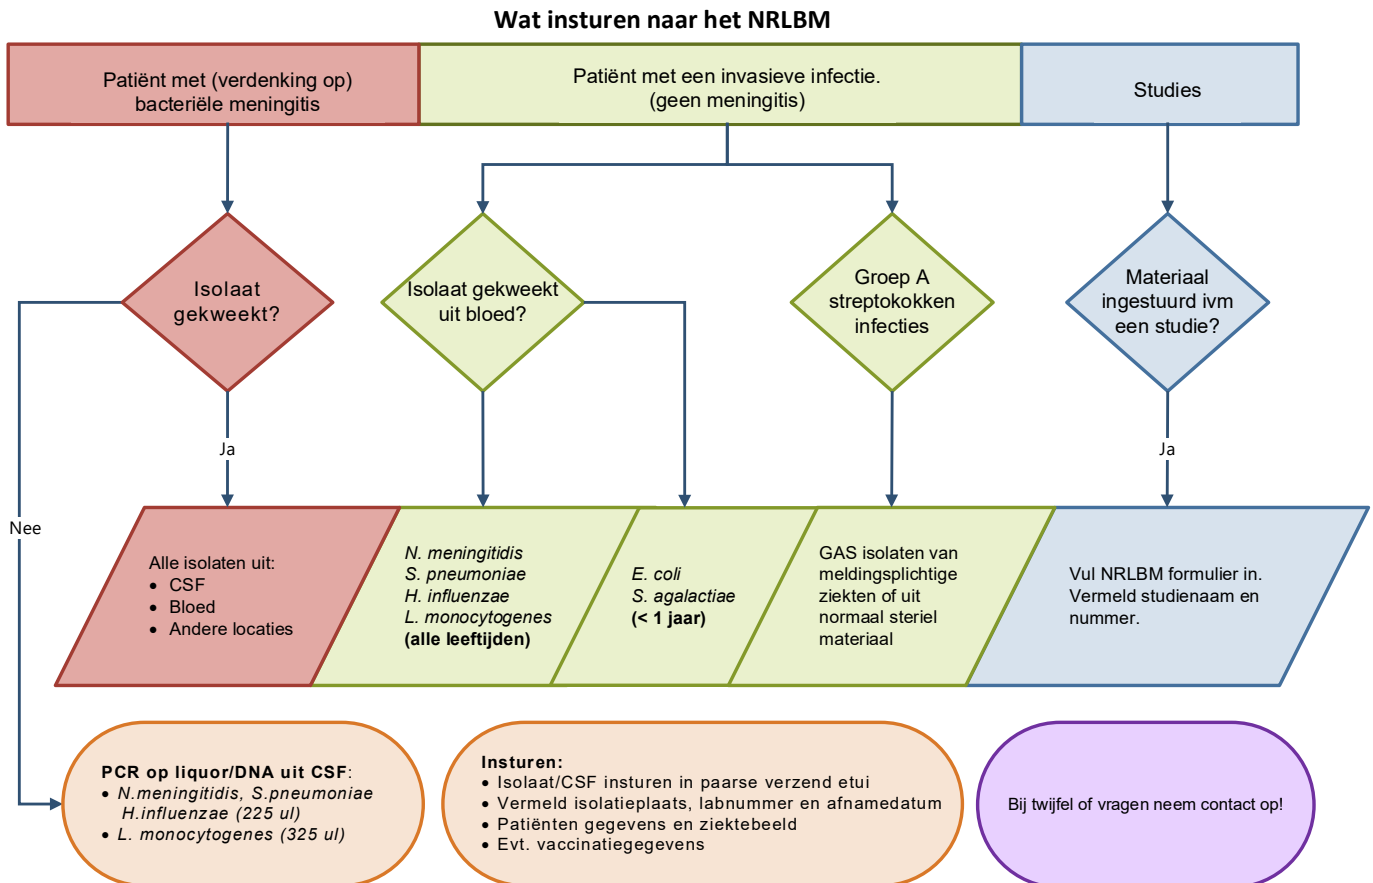 Wat insturen naar het NRLBM
Patiënt met (verdenking op)
bacteriële meningitis
Patiënt met een invasieve infectie.
(geen meningitis)
Studies
Isolaat
gekweekt?
Isolaat gekweekt
uit bloed?
Groep A
streptokokken
infecties
Materiaal
ingestuurd ivm
een studie?
Ja
Ja
Nee
Alle isolaten uit:
• CSF
• Bloed
• Andere locaties
N. meningitidis
S. pneumoniae
H. influenzae
L. monocytogenes
(alle leeftijden)
E. coli
S. agalactiae
(< 1 jaar)
GAS isolaten van
meldingsplichtige
ziekten of uit
normaal steriel
materiaal
Vul NRLBM formulier in.
Vermeld studienaam en
nummer.
PCR op liquor/DNA uit CSF:
• N.meningitidis, S.pneumoniae
H.influenzae (225 ul)
• L. monocytogenes (325 ul)
Insturen:
• Isolaat/CSF insturen in paarse verzend etui
• Vermeld isolatieplaats, labnummer en afnamedatum
• Patiënten gegevens en ziektebeeld
• Evt. vaccinatiegegevens
Bij twijfel of vragen neem contact op!